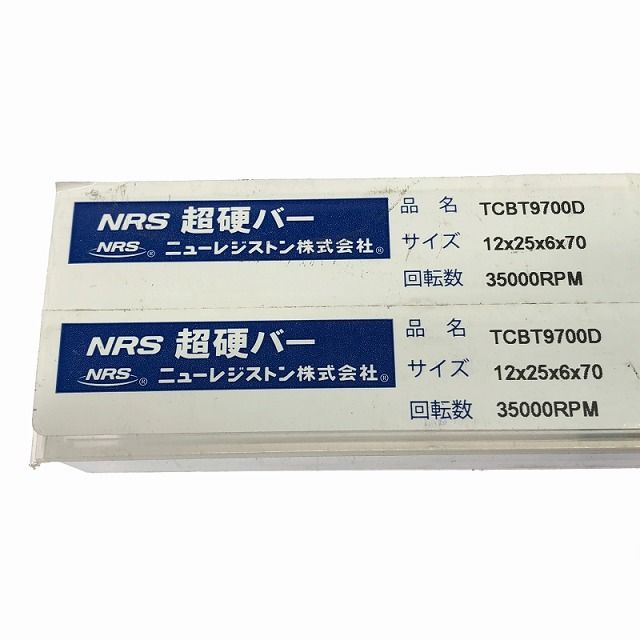 NRS 超硬バー
NRS® ニューレジストン株式会社®
品 名 TCBT9700D
サイズ 12x25x6x70
回転数 35000RPM
NRS 超硬バー
NRS® ニューレジストン株式会社®
品 名 TCBT9700D
サイズ 12x25x6x70
回転数 35000RPM